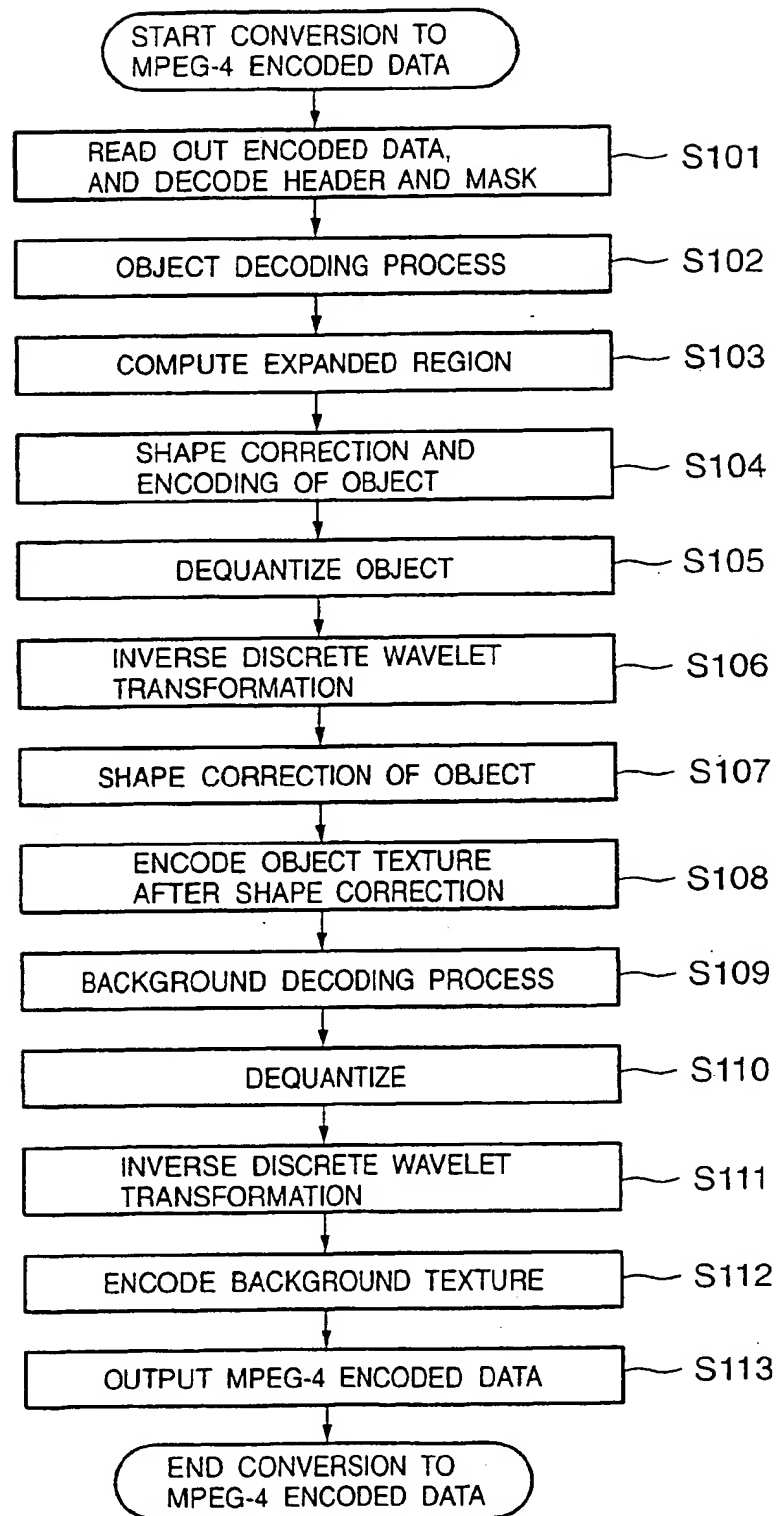 START CONVERSION TO
MPEG-4 ENCODED DATA
READ OUT ENCODED DATA,
AND DECODE HEADER AND MASK
S101
OBJECT DECODING PROCESS
S102
COMPUTE EXPANDED REGION
S103
SHAPE CORRECTION AND
ENCODING OF OBJECT
S104
DEQUANTIZE OBJECT
S105
INVERSE DISCRETE WAVELET
TRANSFORMATION
S106
SHAPE CORRECTION OF OBJECT
S107
ENCODE OBJECT TEXTURE
AFTER SHAPE CORRECTION
S108
BACKGROUND DECODING PROCESS
S109
DEQUANTIZE
S110
INVERSE DISCRETE WAVELET
TRANSFORMATION
S111
ENCODE BACKGROUND TEXTURE
S112
OUTPUT MPEG-4 ENCODED DATA
S113
END CONVERSION TO
MPEG-4 ENCODED DATA